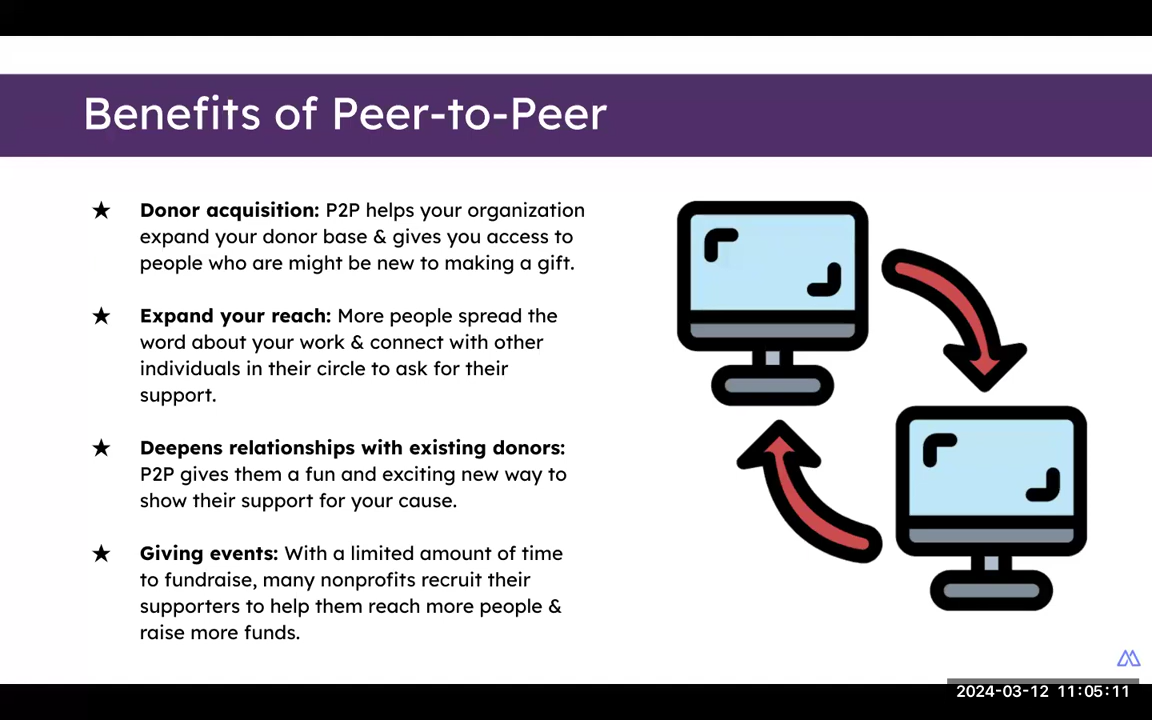 Benefits of Peer-to-Peer
★ Donor acquisition: P2P helps your organization
expand your donor base & gives you access to
people who are might be new to making a gift.
★ Expand your reach: More people spread the
word about your work & connect with other
individuals in their circle to ask for their
support.
★ Deepens relationships with existing donors:
P2P gives them a fun and exciting new way to
show their support for your cause.
★ Giving events: With a limited amount of time
to fundraise, many nonprofits recruit their
supporters to help them reach more people &
raise more funds.
2024-03-12 11:05:11